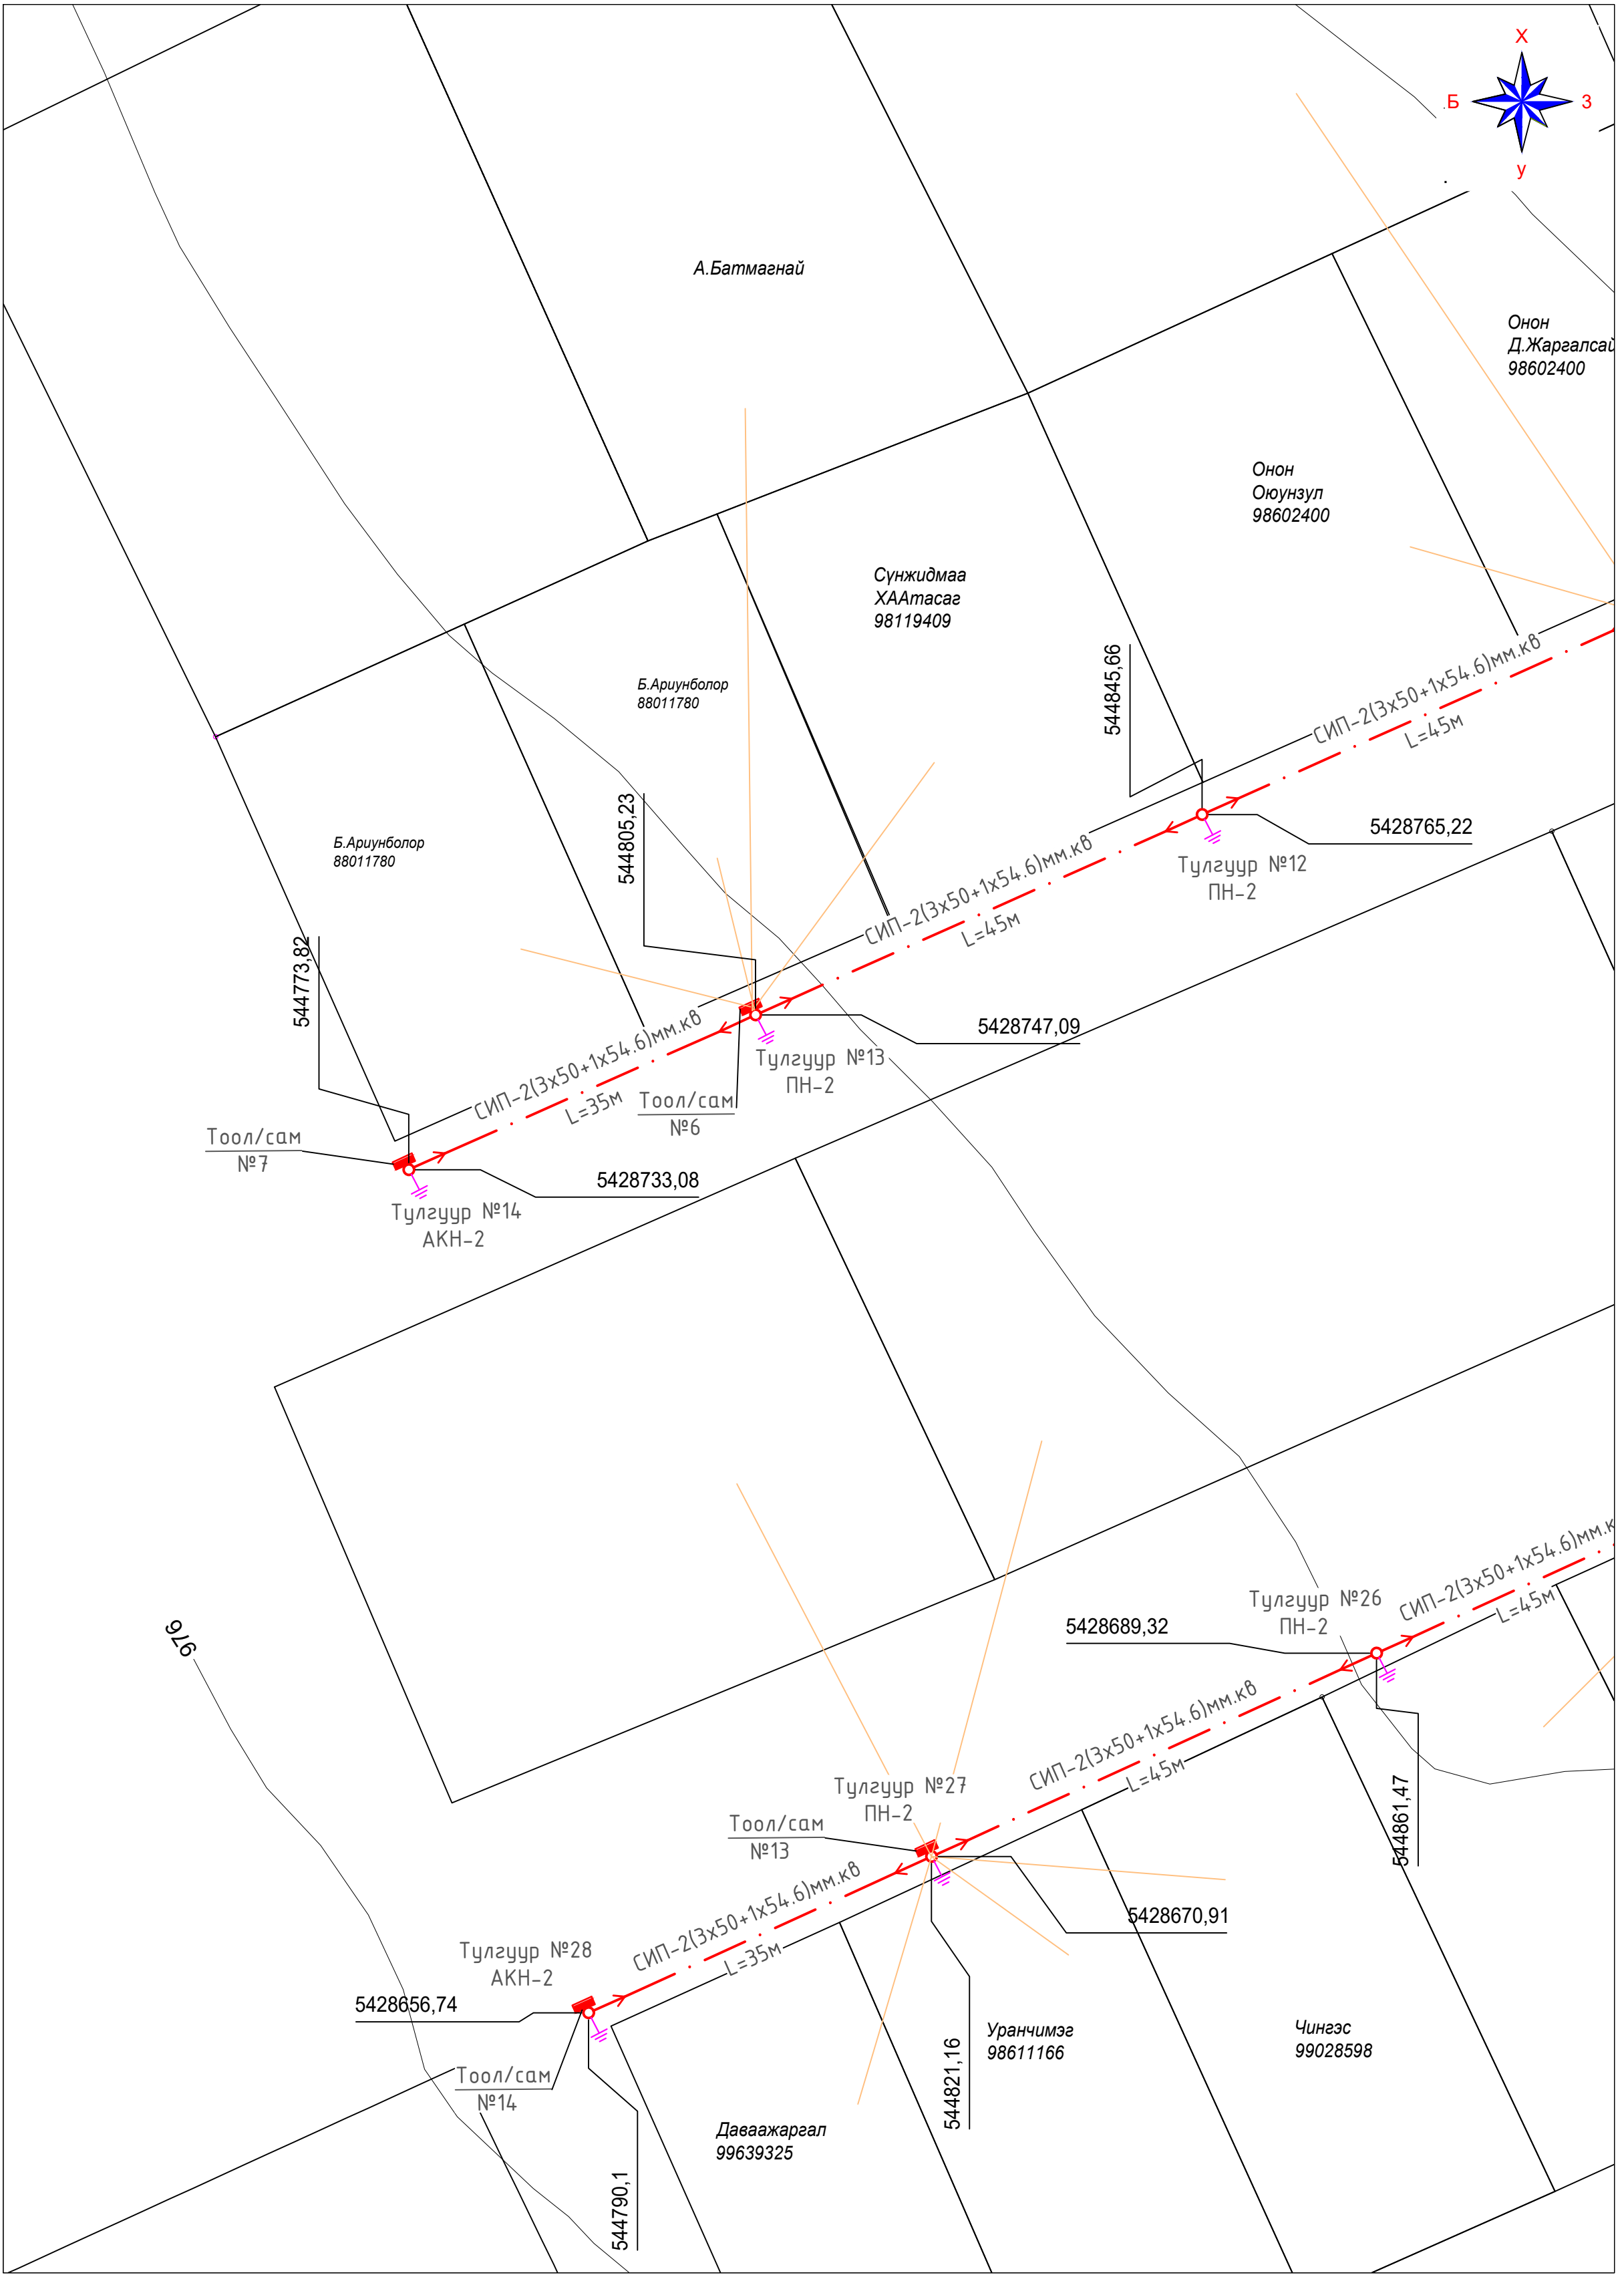 Х
.Б
З
у
А.Батмагнай
Онон
Д.Жаргалсай
98602400
Онон
Оюунзул
98602400
Сүнжидмаа
ХААтасаг
98119409
Б.Ариунболор
88011780
544845,66
СИП-2(3х50+1х54.6)мм.кв
L=45м
5428765,22
Тулгуур №12
ПН-2
544805,23
Б.Ариунболор
88011780
СИП-2(3х50+1х54.6)мм.кв
L=45м
544773,82
5428747,09
Тулгуур №13
ПН-2
СИП-2(3х50+1х54.6)мм.кв
L=35м
Тоол/сам
№6
Тоол/сам
№7
5428733,08
Тулгуур №14
АКН-2
976
СИП-2(3х50+1х54.6)мм.к
L=45м
Тулгуур №26
ПН-2
5428689,32
СИП-2(3х50+1х54.6)мм.кв
L=45м
544861,47
Тулгуур №27
ПН-2
Тоол/сам
№13
5428670,91
СИП-2(3х50+1х54.6)мм.кв
L=35м
Тулгуур №28
АКН-2
5428656,74
Тоол/сам
№14
544821,16
Уранчимэг
98611166
Чингэс
99028598
Даваажаргал
99639325
544790,1